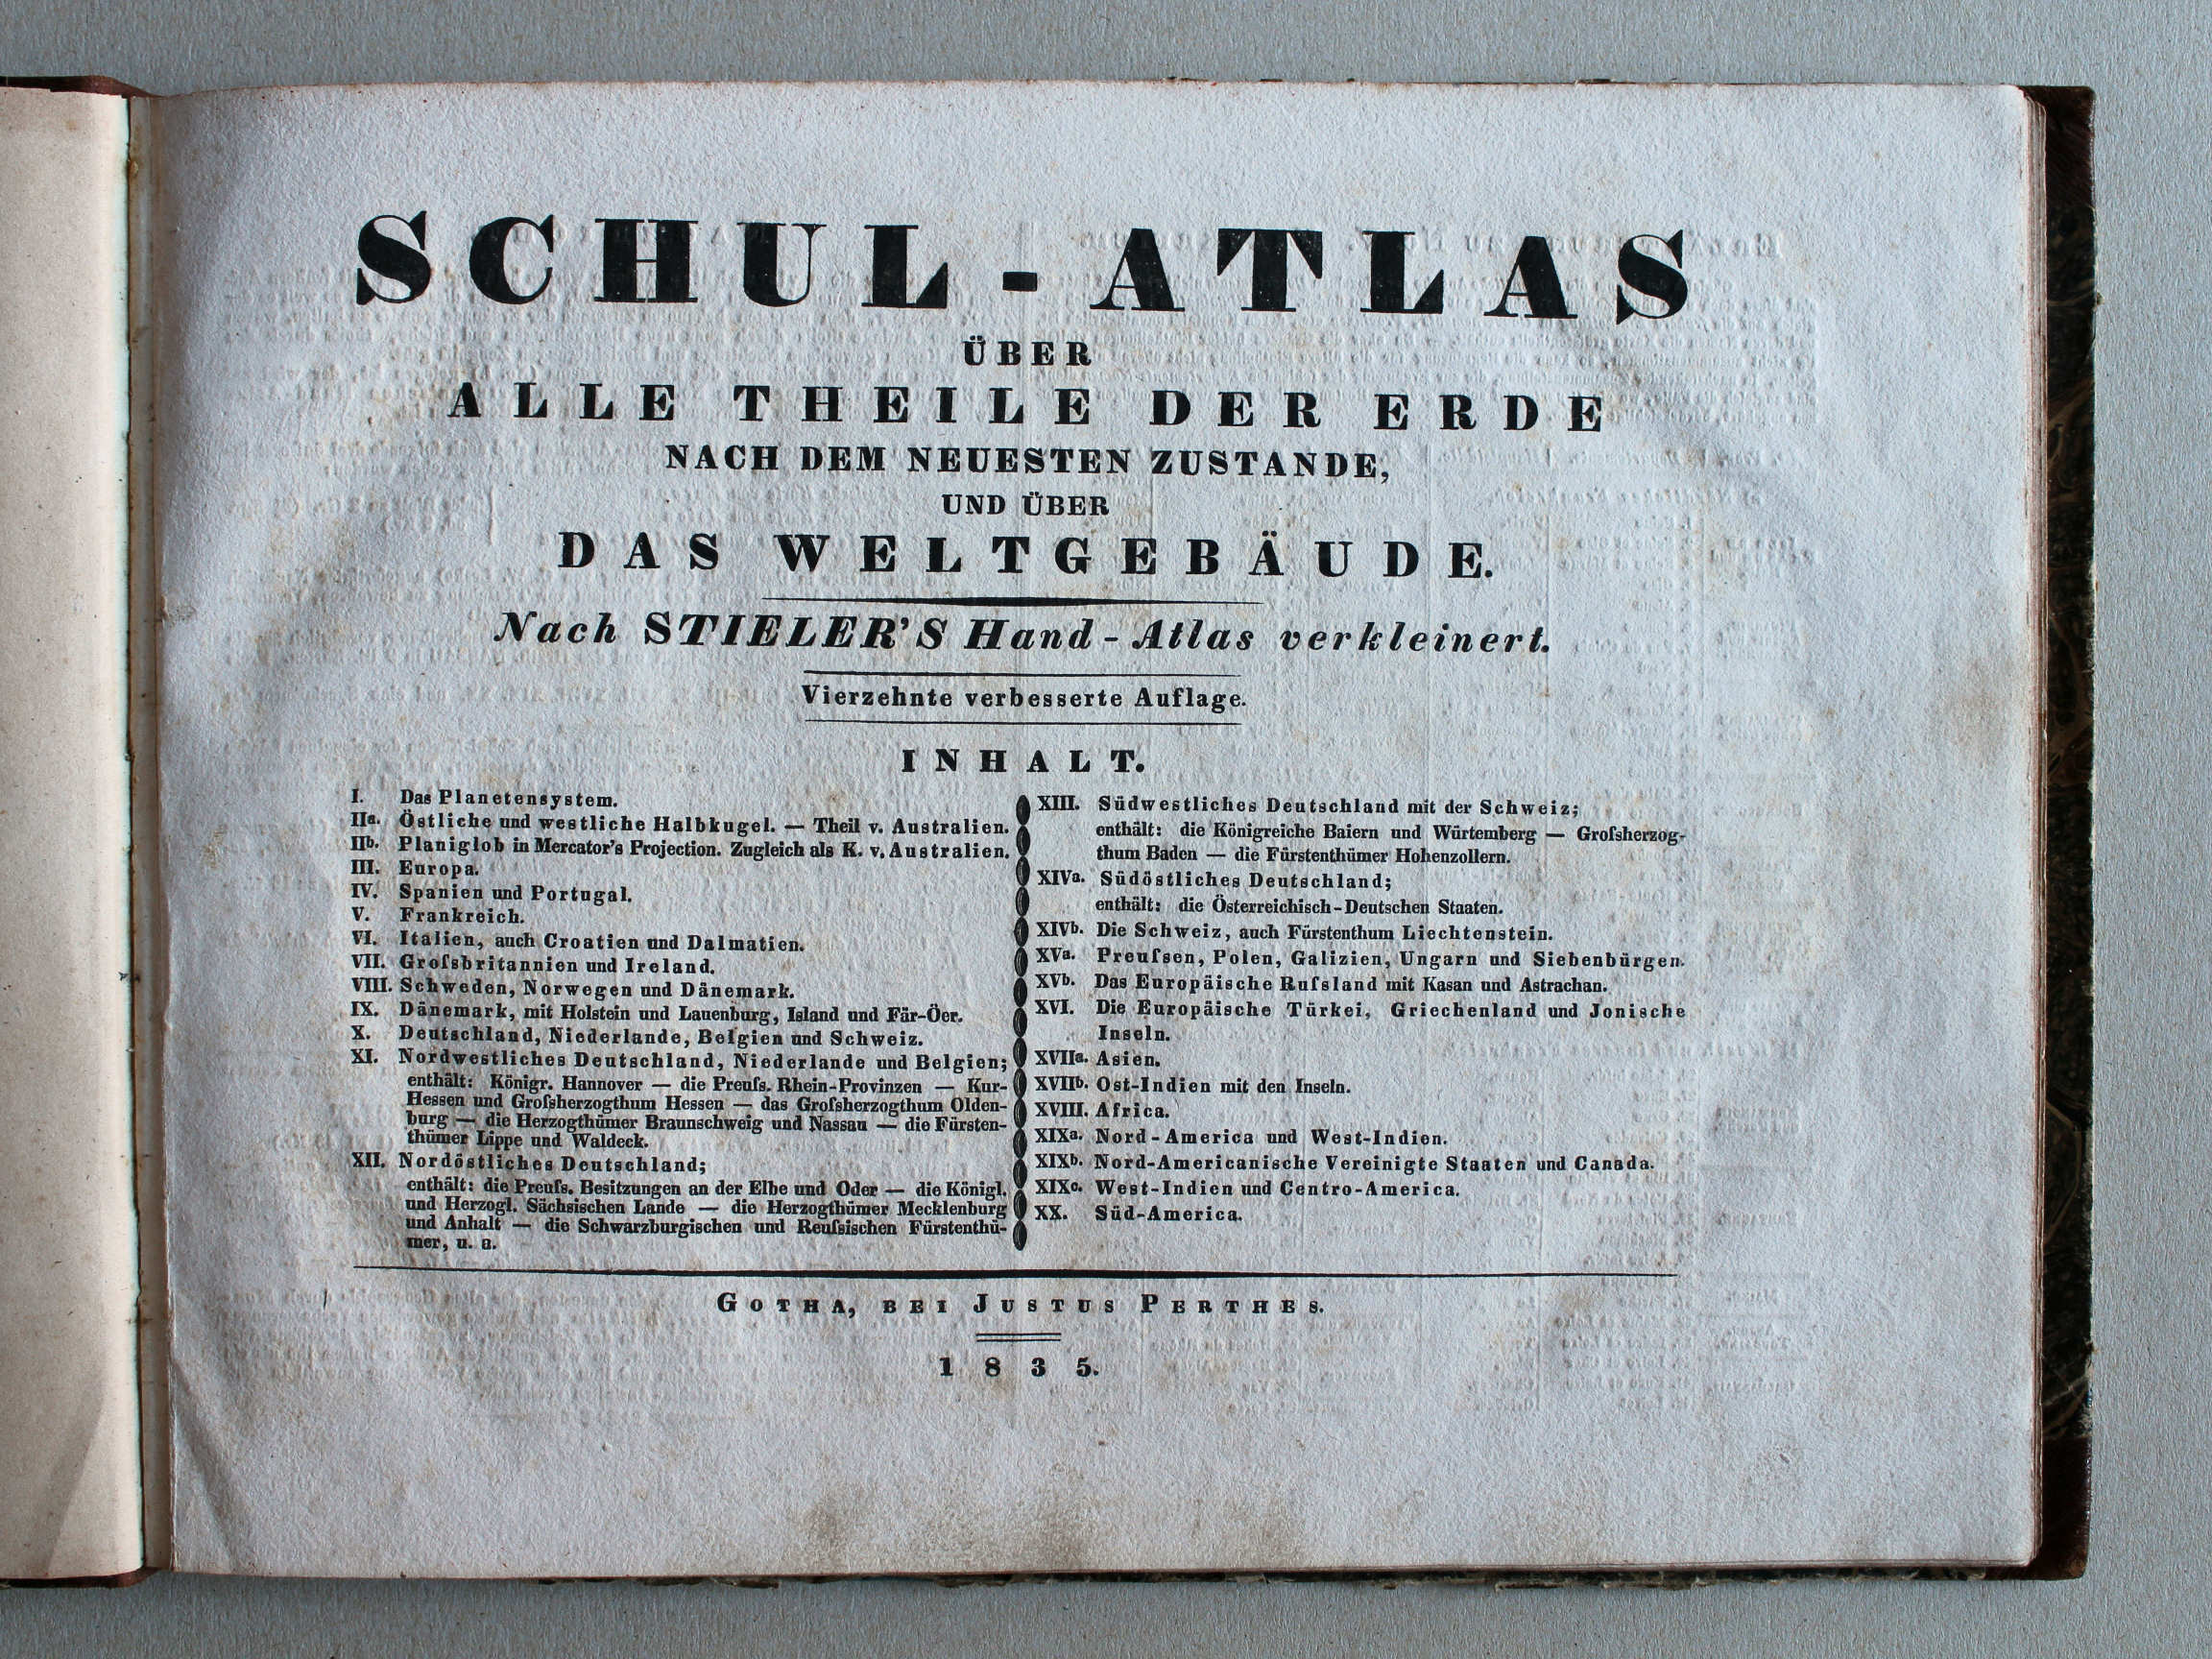 SCHUL-ATLAS
ÜBER
ALLE THEILE DER ERDE
NACH DEM NEUESTEN ZUSTANDE,
UND ÜBER
DAS WELTGEBÄUDE.
Nach STIELER'S Hand-Atlas verkleinert.
Vierzehnte verbesserte Auflage.
INHALT.
I. Das Planetensystem.
IIa. Östliche und westliche Halbkugel. — Theil v. Australien.
IIb. Planiglob in Mercator's Projection. Zugleich als K. v. Australien.
III. Europa.
IV. Spanien und Portugal.
V. Frankreich.
VI. Italien, auch Croatien und Dalmatien.
VII. Groſsbritannien und Ireland.
VIII. Schweden, Norwegen und Dänemark.
IX. Dänemark, mit Holstein und Lauenburg, Island und Fär-Öer.
X. Deutschland, Niederlande, Belgien und Schweiz.
XI. Nordwestliches Deutschland, Niederlande und Belgien;
enthält: Königr. Hannover — die Preuſs. Rhein-Provinzen — Kur-
Hessen und Groſsherzogthum Hessen — das Groſsherzogthum Olden-
burg — die Herzogthümer Braunschweig und Nassau — die Fürsten-
thümer Lippe und Waldeck.
XII. Nordöstliches Deutschland;
enthält: die Preuſs. Besitzungen an der Elbe und Oder — die Königl.
und Herzogl. Sächsischen Lande — die Herzogthümer Mecklenburg
und Anhalt — die Schwarzburgischen und Reuſsischen Fürstenthü-
mer, u. a.
XIII. Südwestliches Deutschland mit der Schweiz;
enthält: die Königreiche Baiern und Würtemberg — Groſsherzog-
thum Baden — die Fürstenthümer Hohenzollern.
XIVa. Südöstliches Deutschland;
enthält: die Österreichisch-Deutschen Staaten.
XIVb. Die Schweiz, auch Fürstenthum Liechtenstein.
XVa. Preuſsen, Polen, Galizien, Ungarn und Siebenbürgen.
XVb. Das Europäische Ruſsland mit Kasan und Astrachan.
XVI. Die Europäische Türkei, Griechenland und Jonische
Inseln.
XVIIa. Asien.
XVIIb. Ost-Indien mit den Inseln.
XVIII. Africa.
XIXa. Nord-America und West-Indien.
XIXb. Nord-Americanische Vereinigte Staaten und Canada.
XIXc. West-Indien und Centro-America.
XX. Süd-America.
GOTHA, BEI JUSTUS PERTHES.
1835.